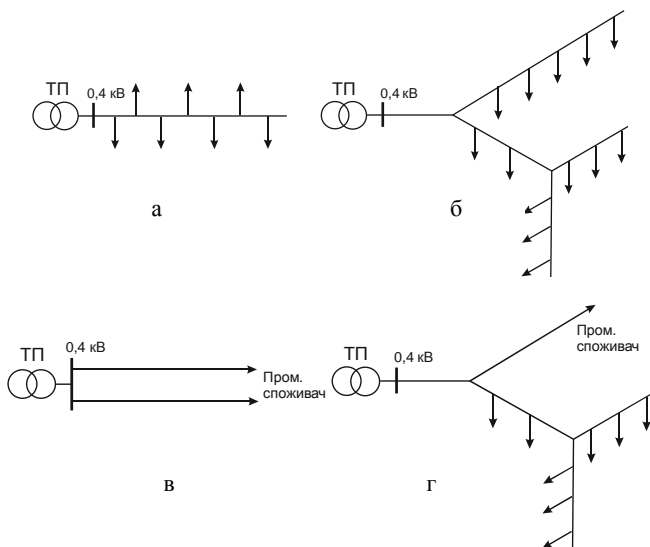 ТП
0,4 кВ
а
ТП
0,4 кВ
б
ТП
0,4 кВ
Пром.
споживач
в
ТП
0,4 кВ
Пром.
споживач
г